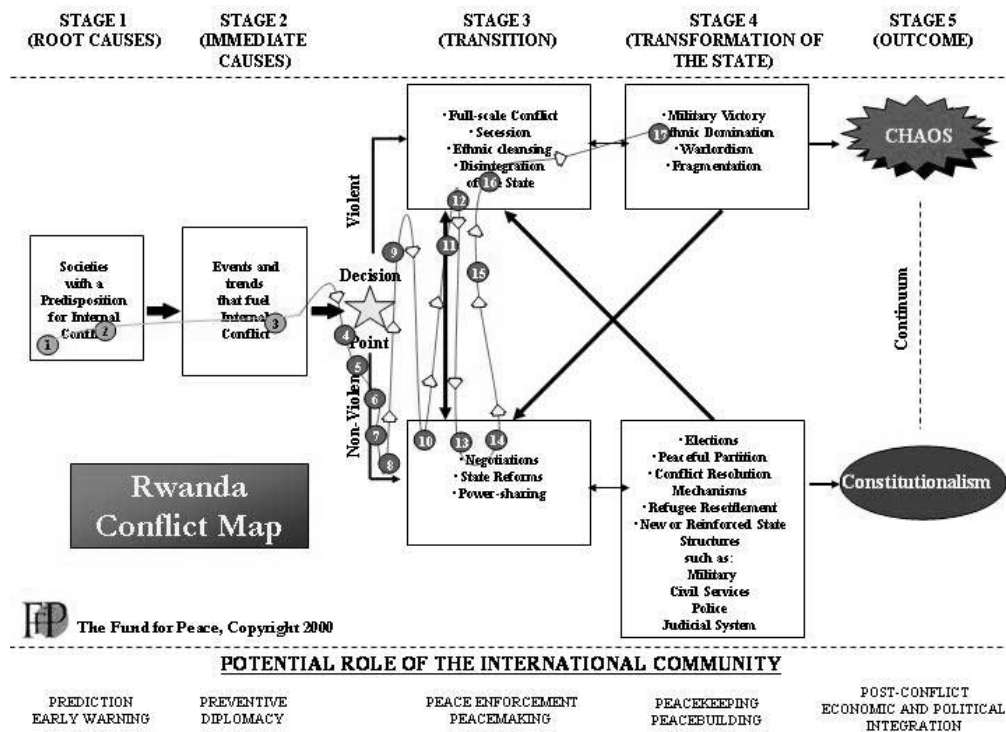 STAGE 1
(ROOT CAUSES)
STAGE 2
(IMMEDIATE
CAUSES)
STAGE 3
(TRANSITION)
STAGE 4
(TRANSFORMATION OF
THE STATE)
STAGE 5
(OUTCOME)
Societies
with a
Predisposition
for Internal
1
2
Events and
trends
that fuel
Internal
Conflict
3
Violent
Decision
Point
Non-Violent
4
5
6
7
8
9
10
11
12
13
14
15
16
17
· Full-scale Conflict
· Secession
· Ethnic cleansing
· Disintegration
of the State
· Military Victory
Domination
· Warlordism
· Fragmentation
CHAOS
Continuum
· Negotiations
· State Reforms
· Power-sharing
· Elections
· Peaceful Partition
· Conflict Resolution
Mechanisms
· Refugee Resettlement
· New or Reinforced State
Structures
such as:
Military
Civil Services
Police
Judicial System
Constitutionalism
Rwanda
Conflict Map
FfP
The Fund for Peace, Copyright 2000
POTENTIAL ROLE OF THE INTERNATIONAL COMMUNITY
PREDICTION
EARLY WARNING
PREVENTIVE
DIPLOMACY
PEACE ENFORCEMENT
PEACEMAKING
PEACEKEEPING
PEACEBUILDING
POST-CONFLICT
ECONOMIC AND POLITICAL
INTEGRATION